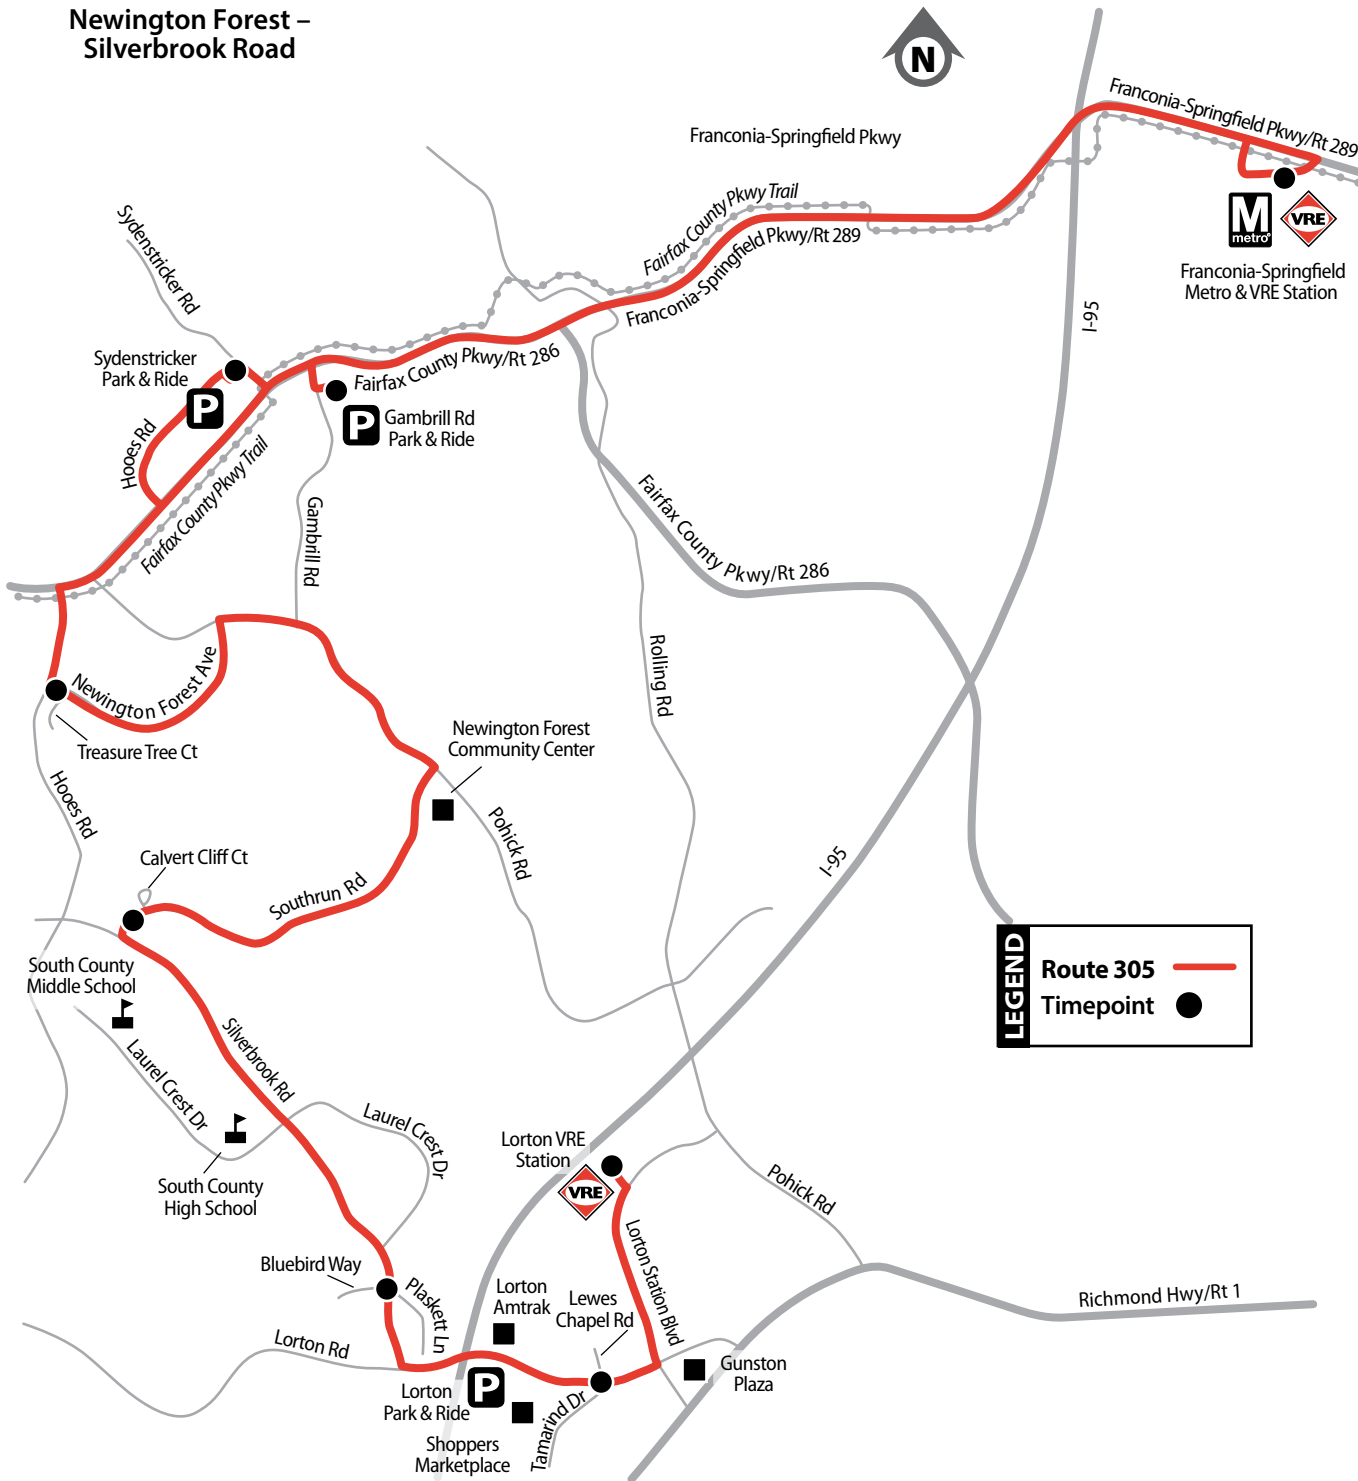 Newington Forest –
Silverbrook Road
N
Franconia-Springfield Pkwy/Rt 289
Franconia-Springfield Pkwy
Fairfax County Pkwy Trail
Franconia-Springfield Pkwy/Rt 289
M
metro
VRE
Franconia-Springfield
Metro & VRE Station
Sydenstricker Rd
I-95
Sydenstricker
Park & Ride
P
Fairfax County Pkwy/Rt 286
P
Gambrill Rd
Park & Ride
Hooes Rd
Fairfax County Pkwy Trail
Gambrill Rd
Fairfax County Pkwy/Rt 286
Rolling Rd
Newington Forest Ave
Treasure Tree Ct
Newington Forest
Community Center
Hooes Rd
Pohick Rd
Calvert Cliff Ct
I-95
Southrun Rd
LEGEND
Route 305
Timepoint
South County
Middle School
Silverbrook Rd
Laurel Crest Dr
Laurel Crest Dr
South County
High School
Lorton VRE
Station
VRE
Pohick Rd
Lorton Station Blvd
Bluebird Way
Plaskett Ln
Lorton
Amtrak
Lewes
Chapel Rd
Richmond Hwy/Rt 1
Lorton Rd
Gunston
Plaza
Lorton
Park & Ride
P
Tamarind Dr
Shoppers
Marketplace